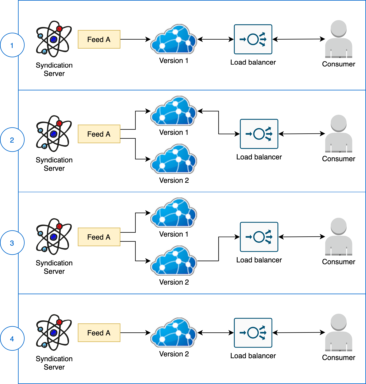 1
Syndication
Server
Feed A
Version 1
Load balancer
Consumer
2
Syndication
Server
Feed A
Version 1
Version 2
Load balancer
Consumer
3
Syndication
Server
Feed A
Version 1
Version 2
Load balancer
Consumer
4
Syndication
Server
Feed A
Version 2
Load balancer
Consumer